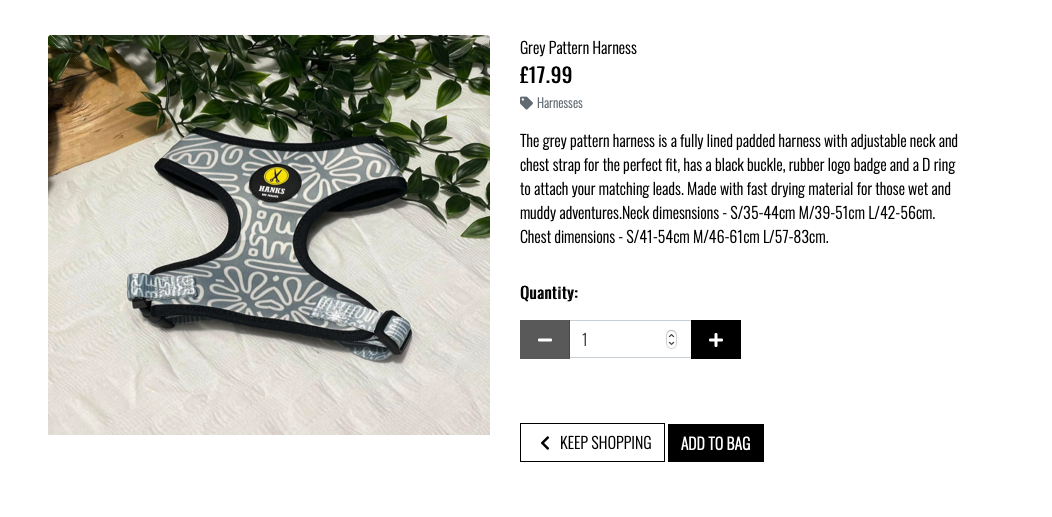 HANKS
Grey Pattern Harness
£17.99
Harnesses
The grey pattern harness is a fully lined padded harness with adjustable neck and
chest strap for the perfect fit, has a black buckle, rubber logo badge and a D ring
to attach your matching leads. Made with fast drying material for those wet and
muddy adventures.Neck dimesnsions - S/35-44cm M/39-51cm L/42-56cm.
Chest dimensions - S/41-54cm M/46-61cm L/57-83cm.
Quantity:
1
KEEP SHOPPING
ADD TO BAG